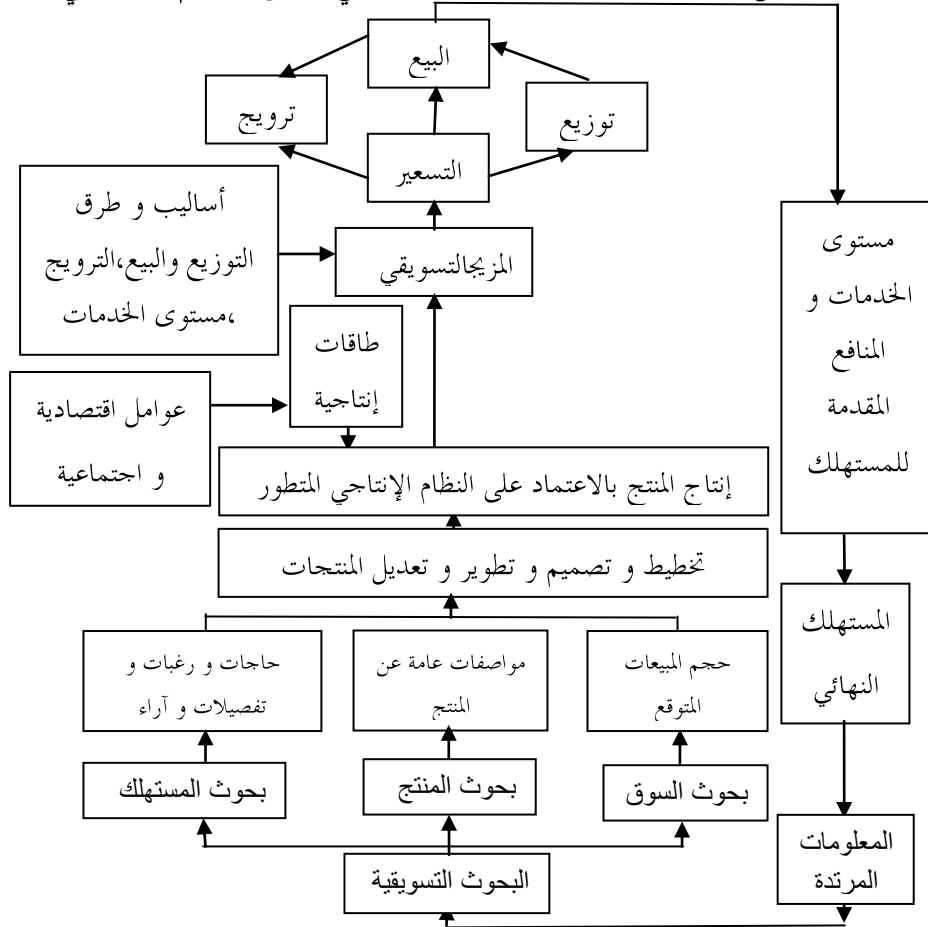 البيع
ترويج
توزيع
التسعير
أساليب و طرق
التوزيع والبيع،الترويج
،مستوى الخدمات
المزيجالتسويقي
مستوى
الخدمات و
المنافع
المقدمة
للمستهلك
طاقات
إنتاجية
عوامل اقتصادية
و اجتماعية
إنتاج المنتج بالاعتماد على النظام الإنتاجي المتطور
تخطيط و تصميم و تطوير و تعديل المنتجات
المستهلك
النهائي
حاجات و رغبات و
تفصيلات و آراء
مواصفات عامة عن
المنتج
حجم المبيعات
المتوقع
بحوث المستهلك
بحوث المنتج
بحوث السوق
المعلومات
المرتدة
البحوث التسويقية